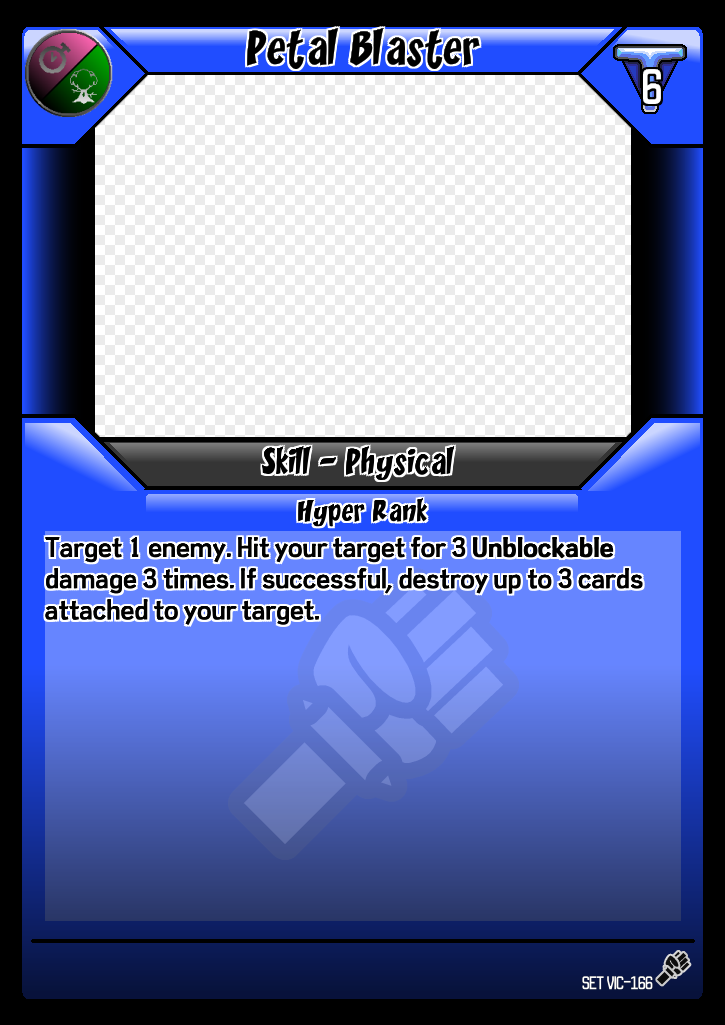 Petal Blaster
6
Skill - Physical
Hyper Rank
Target 1 enemy. Hit your target for 3 Unblockable
damage 3 times. If successful, destroy up to 3 cards
attached to your target.
SET VIC-166